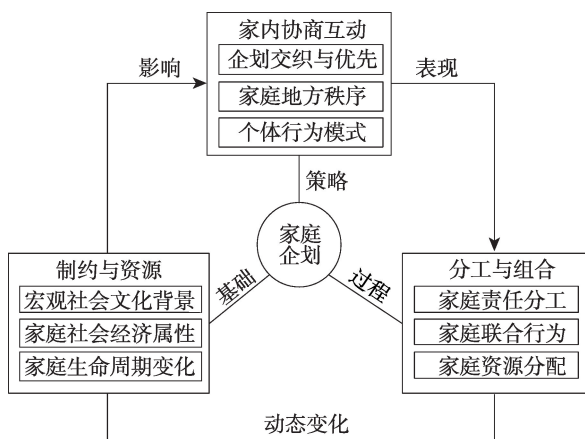 家内协商互动
企划交织与优先
家庭地方秩序
个体行为模式
影响
表现
策略
家庭
企划
基础
过程
制约与资源
宏观社会文化背景
家庭社会经济属性
家庭生命周期变化
分工与组合
家庭责任分工
家庭联合行为
家庭资源分配
动态变化